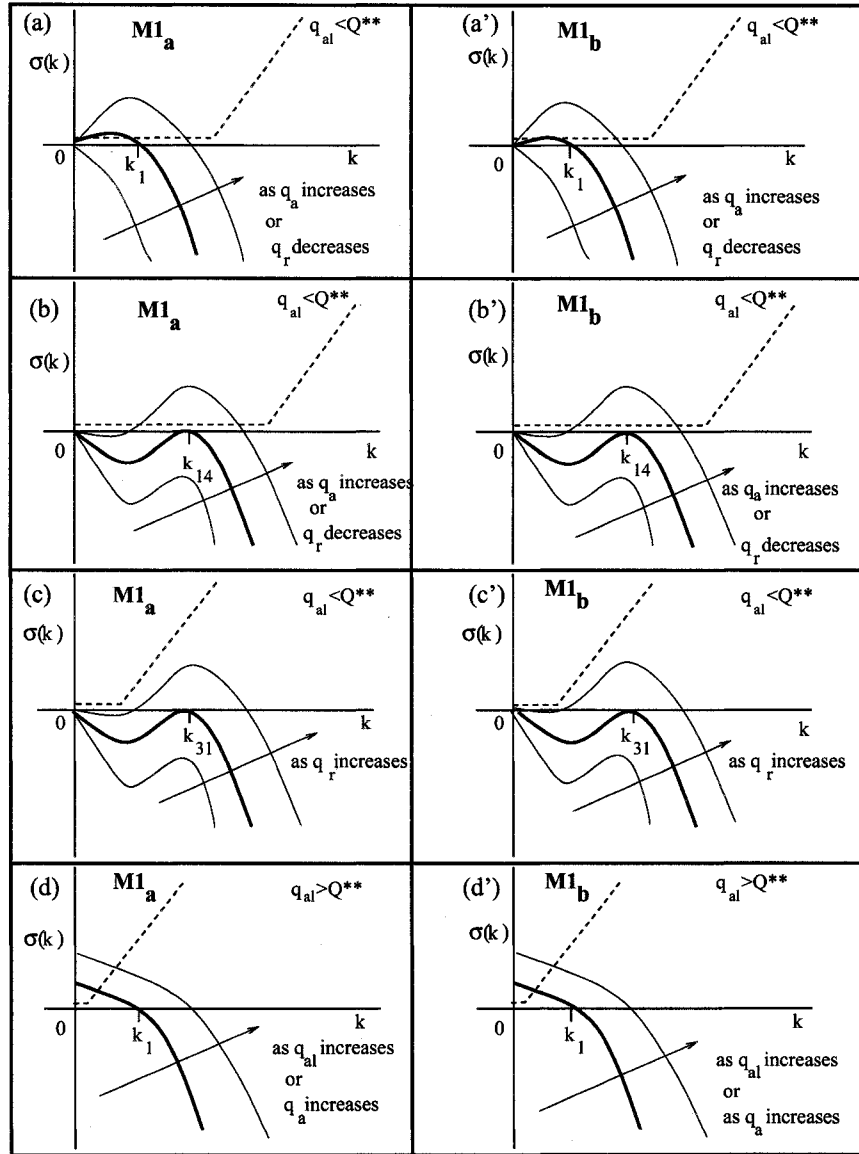 (a) M1a qal<Q**
σ(k)
0 k1 k
as qa increases
or
qr decreases
(a') M1b qal<Q**
σ(k)
0 k1 k
as qa increases
or
qr decreases
(b) M1a qal<Q**
σ(k)
0 k14 k
as qa increases
or
qr decreases
(b') M1b qal<Q**
σ(k)
0 k14 k
as qa increases
or
qr decreases
(c) M1a qal<Q**
σ(k)
0 k31 k
as qr increases
(c') M1b qal<Q**
σ(k)
0 k31 k
as qr increases
(d) M1a qal>Q**
σ(k)
0 k1 k
as qal increases
or
qa increases
(d') M1b qal>Q**
σ(k)
0 k1 k
as qal increases
or
as qa increases